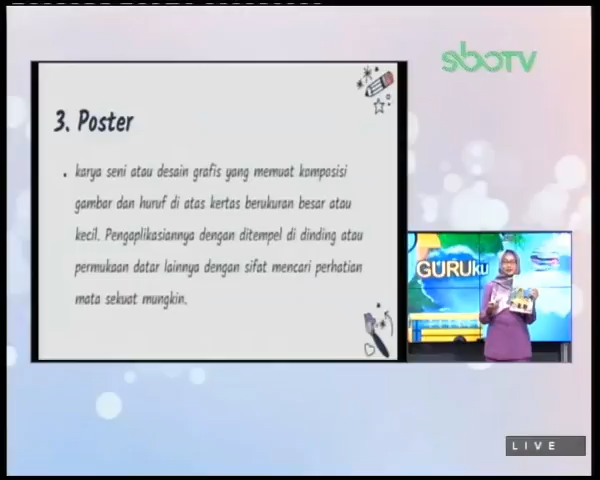 sboTV
3. Poster
• karya seni atau desain grafis yang memuat komposisi
gambar dan huruf di atas kertas berukuran besar atau
kecil. Pengaplikasiannya dengan ditempel di dinding atau
permukaan datar lainnya dengan sifat mencari perhatian
mata sekuat mungkin.
GURUKU
LIVE